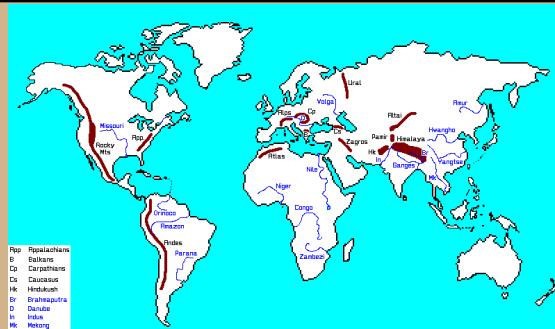 Ural
Volga
Alps
Cp
D
B
Cs
Amur
Altai
Missouri
App
Rocky
Mts
Pamir
Himalaya
Hwangho
Zagros
Hk
In
Br
Yangtse
Ganges
Atlas
Nile
Mk
Niger
Orinoco
Congo
Amazon
Andes
Parana
Zambezi
App Appalachians
B Balkans
Cp Carpathians
Cs Caucasus
Hk Hindukush
Br Brahmaputra
D Danube
In Indus
Mk Mekong